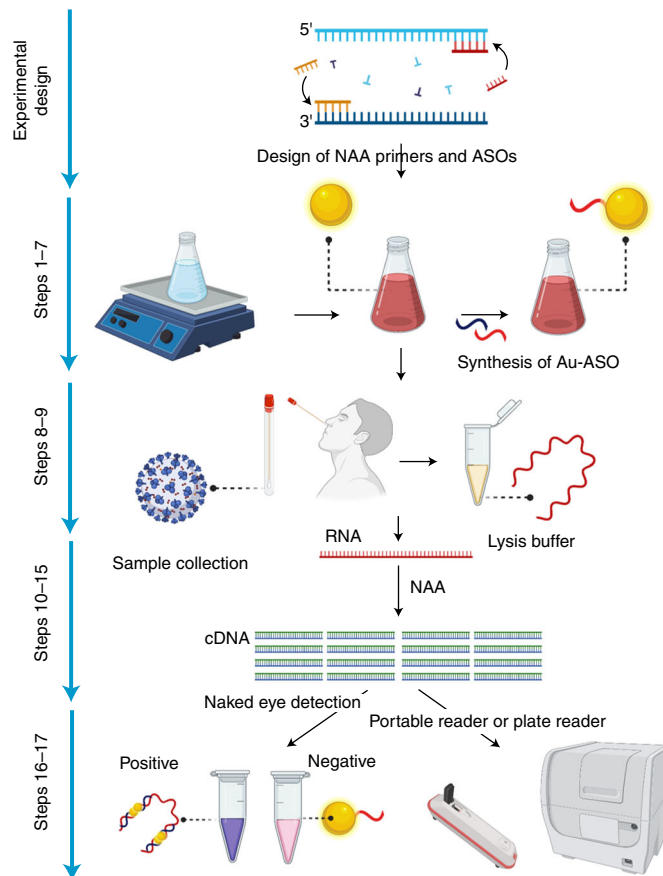 Experimental
design
5'
3'
Design of NAA primers and ASOs
Steps 1–7
Synthesis of Au-ASO
Steps 8–9
Sample collection
Lysis buffer
RNA
Steps 10–15
NAA
cDNA
Naked eye detection
Portable reader or plate reader
Steps 16–17
Positive
Negative